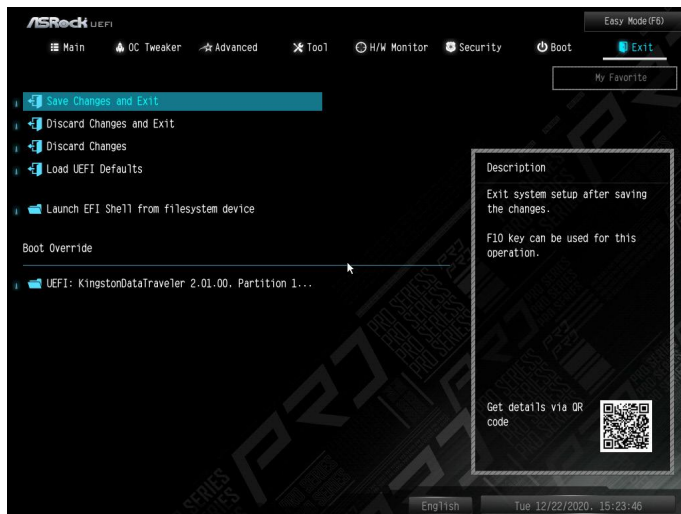 ASRock UEFI
Easy Mode(F6)
Main
OC Tweaker
Advanced
Tool
H/W Monitor
Security
Boot
Exit
My Favorite
Save Changes and Exit
Discard Changes and Exit
Discard Changes
Load UEFI Defaults
Launch EFI Shell from filesystem device
Boot Override
UEFI: KingstonDataTraveler 2.01.00. Partition 1...
Description
Exit system setup after saving
the changes.
F10 key can be used for this
operation.
Get details via QR
code
PRO SERIES
English
Tue 12/22/2020. 15:23:46